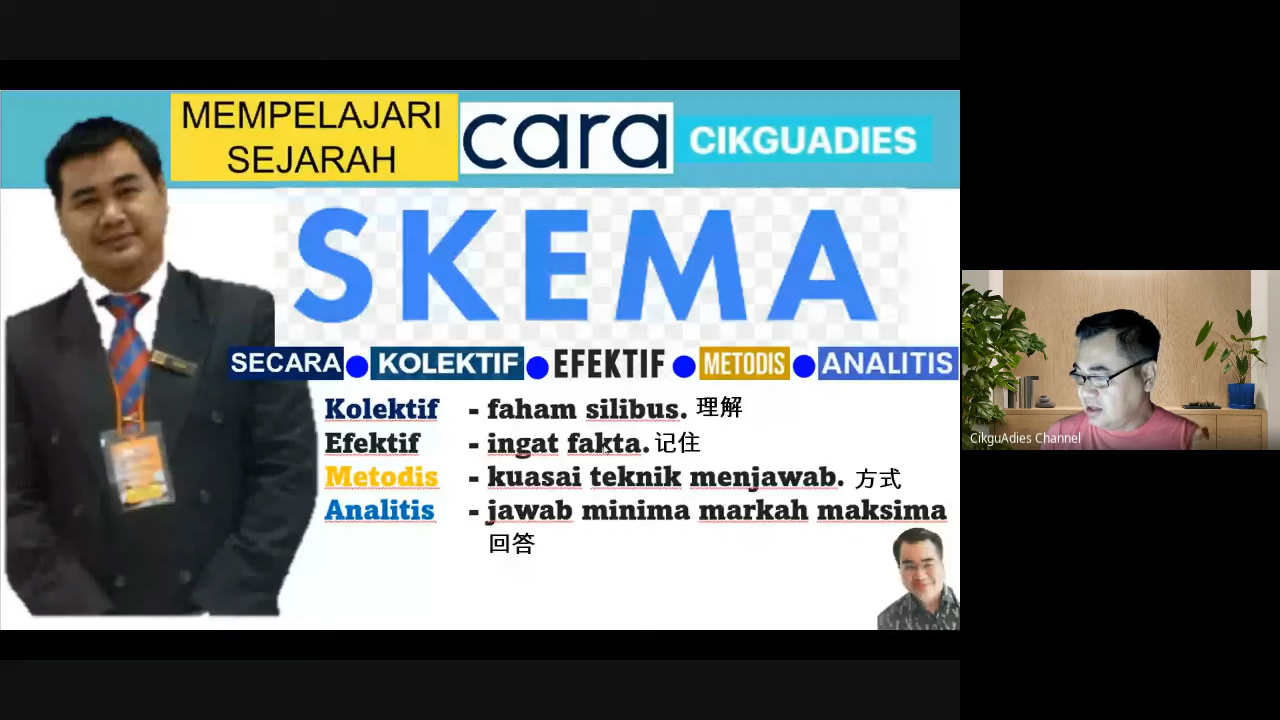 MEMPELAJARI
SEJARAH
cara
CIKGUADIES
SKEMA
SECARA KOLEKTIF EFEKTIF METODIS ANALITIS
Kolektif - faham silibus. 理解
Efektif - ingat fakta. 记住
Metodis - kuasai teknik menjawab. 方式
Analitis - jawab minima markah maksima
回答
CikguAdies Channel